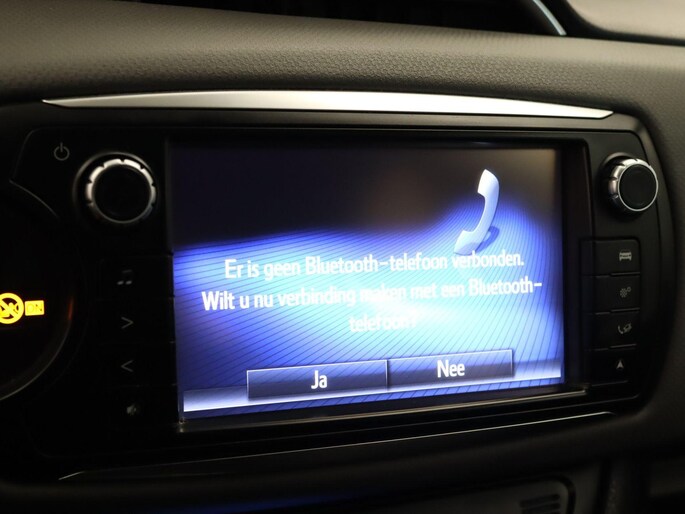 Er is geen Bluetooth-telefoon verbonden.
Wilt u nu verbinding maken met een Bluetooth-
telefoon?
Ja
Nee